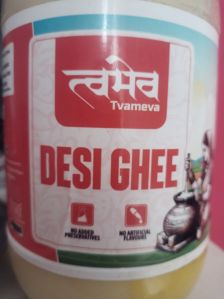 त्वमेव
Tvameva
DESI GHEE
NO ADDED
PRESERVATIVES
NO ARTIFICIAL
FLAVOURS